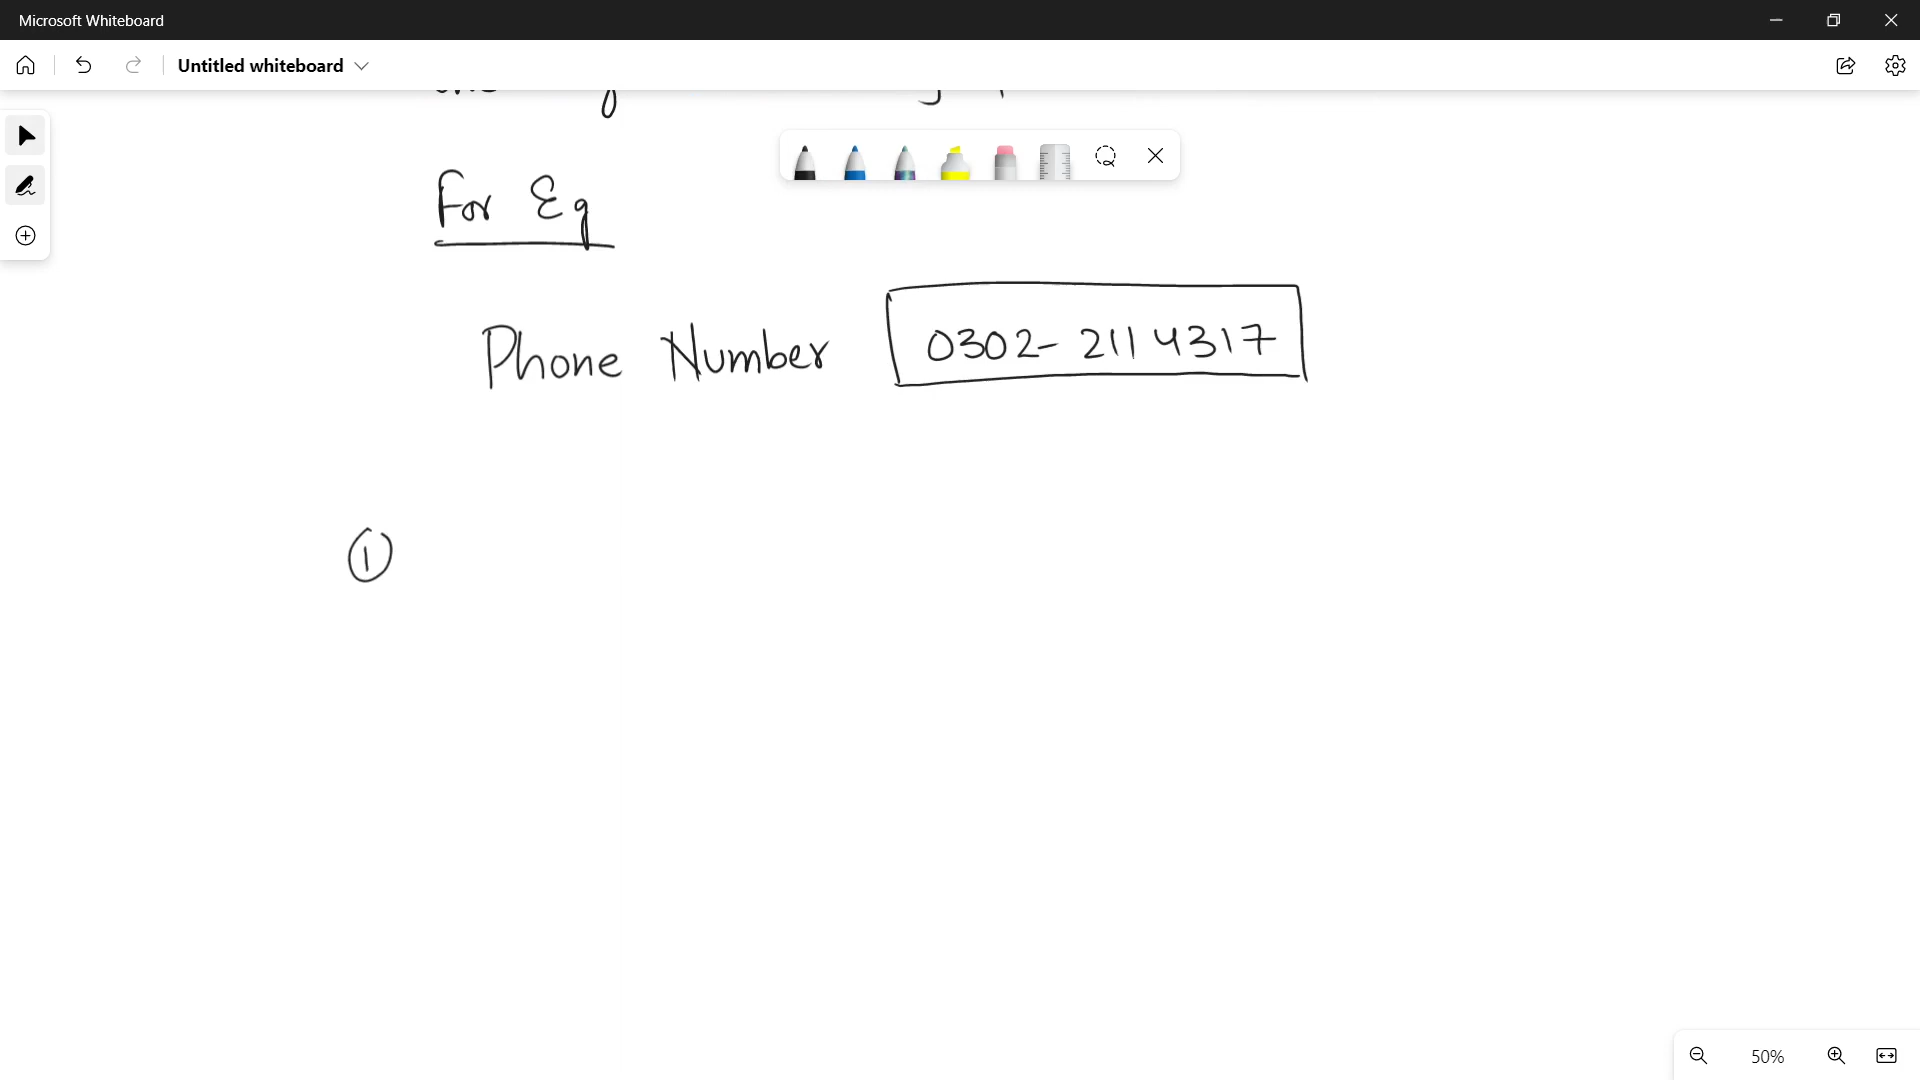 Microsoft Whiteboard
Untitled whiteboard
For Eg
Phone Number 0302-2114317
1
50%